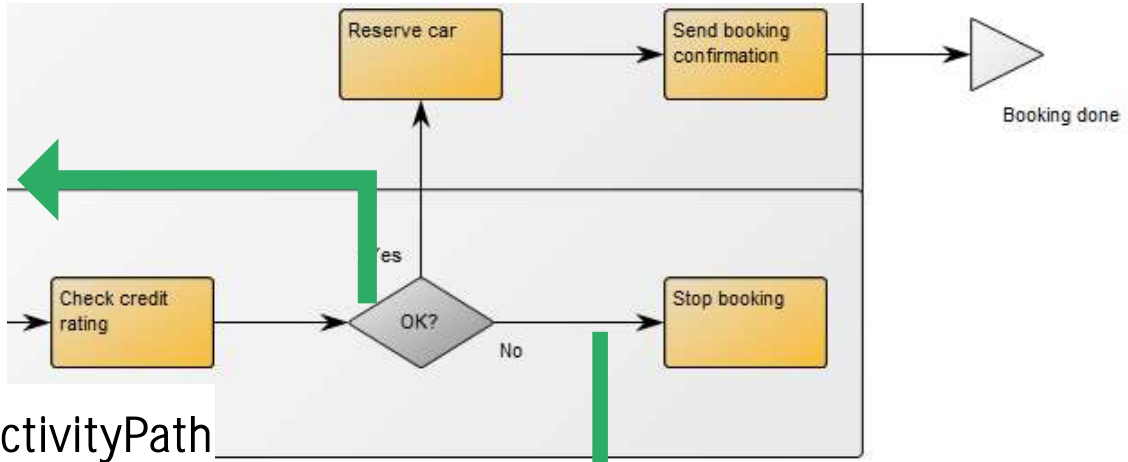 Reserve car
Send booking
confirmation
Booking done
Yes
Check credit
rating
OK?
No
Stop booking
ctivityPath